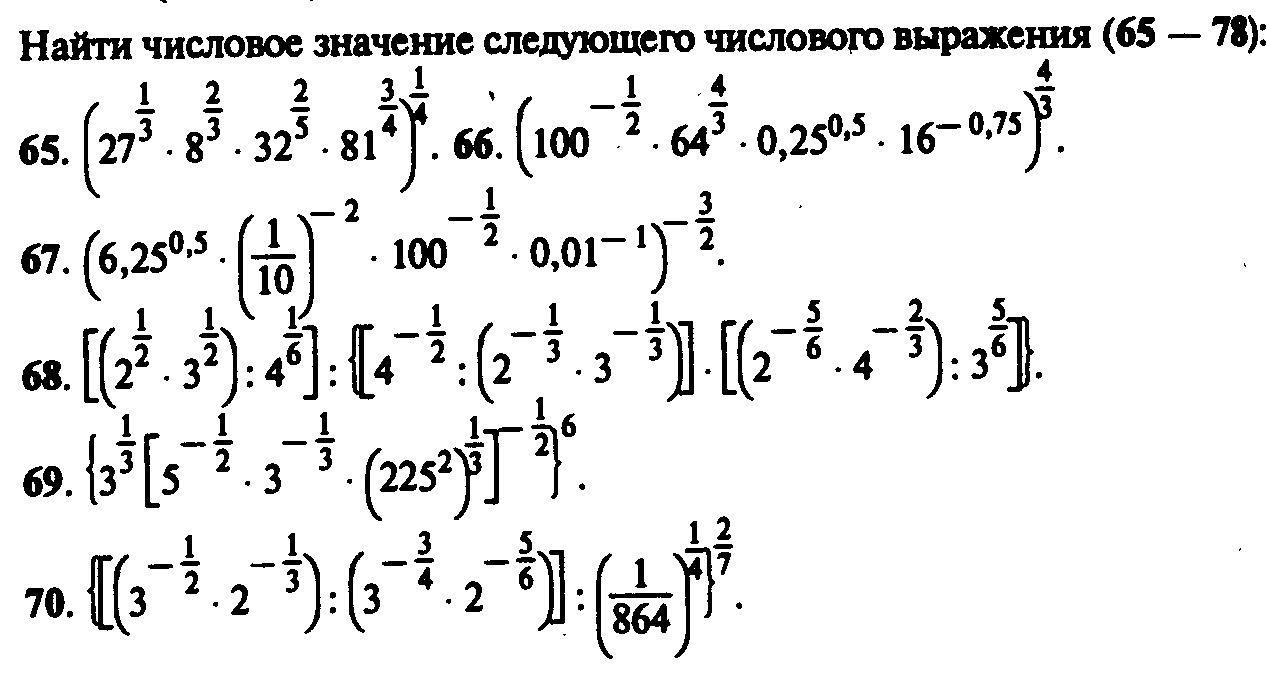 Найти числовое значение следующего числового выражения (65 — 78):
65. (27^{1/3} · 8^{2/3} · 32^{2/5} · 81^{3/4})^{1/4}. 66. (100^{-1/2} · 64^{4/3} · 0,25^{0,5} · 16^{-0,75})^{4/3}.
67. (6,25^{0,5} · (1/10)^{-2} · 100^{-1/2} · 0,01^{-1})^{-3/2}.
68. [(2^{1/2} · 3^{1/2}) : 4^{1/6}] : {[4^{-1/2} : (2^{-1/3} · 3^{-1/3})] · [(2^{-5/6} · 4^{-2/3}) : 3^{5/6}]}.
69. {3^{1/3} [5^{-1/2} · 3^{-1/3} · (225^2)^{1/3}]^{-1/2}}^6.
70. {[(3^{-1/2} · 2^{-1/3}) : (3^{-3/4} · 2^{-5/6})] : (1/864)^{1/4}}^{2/7}.